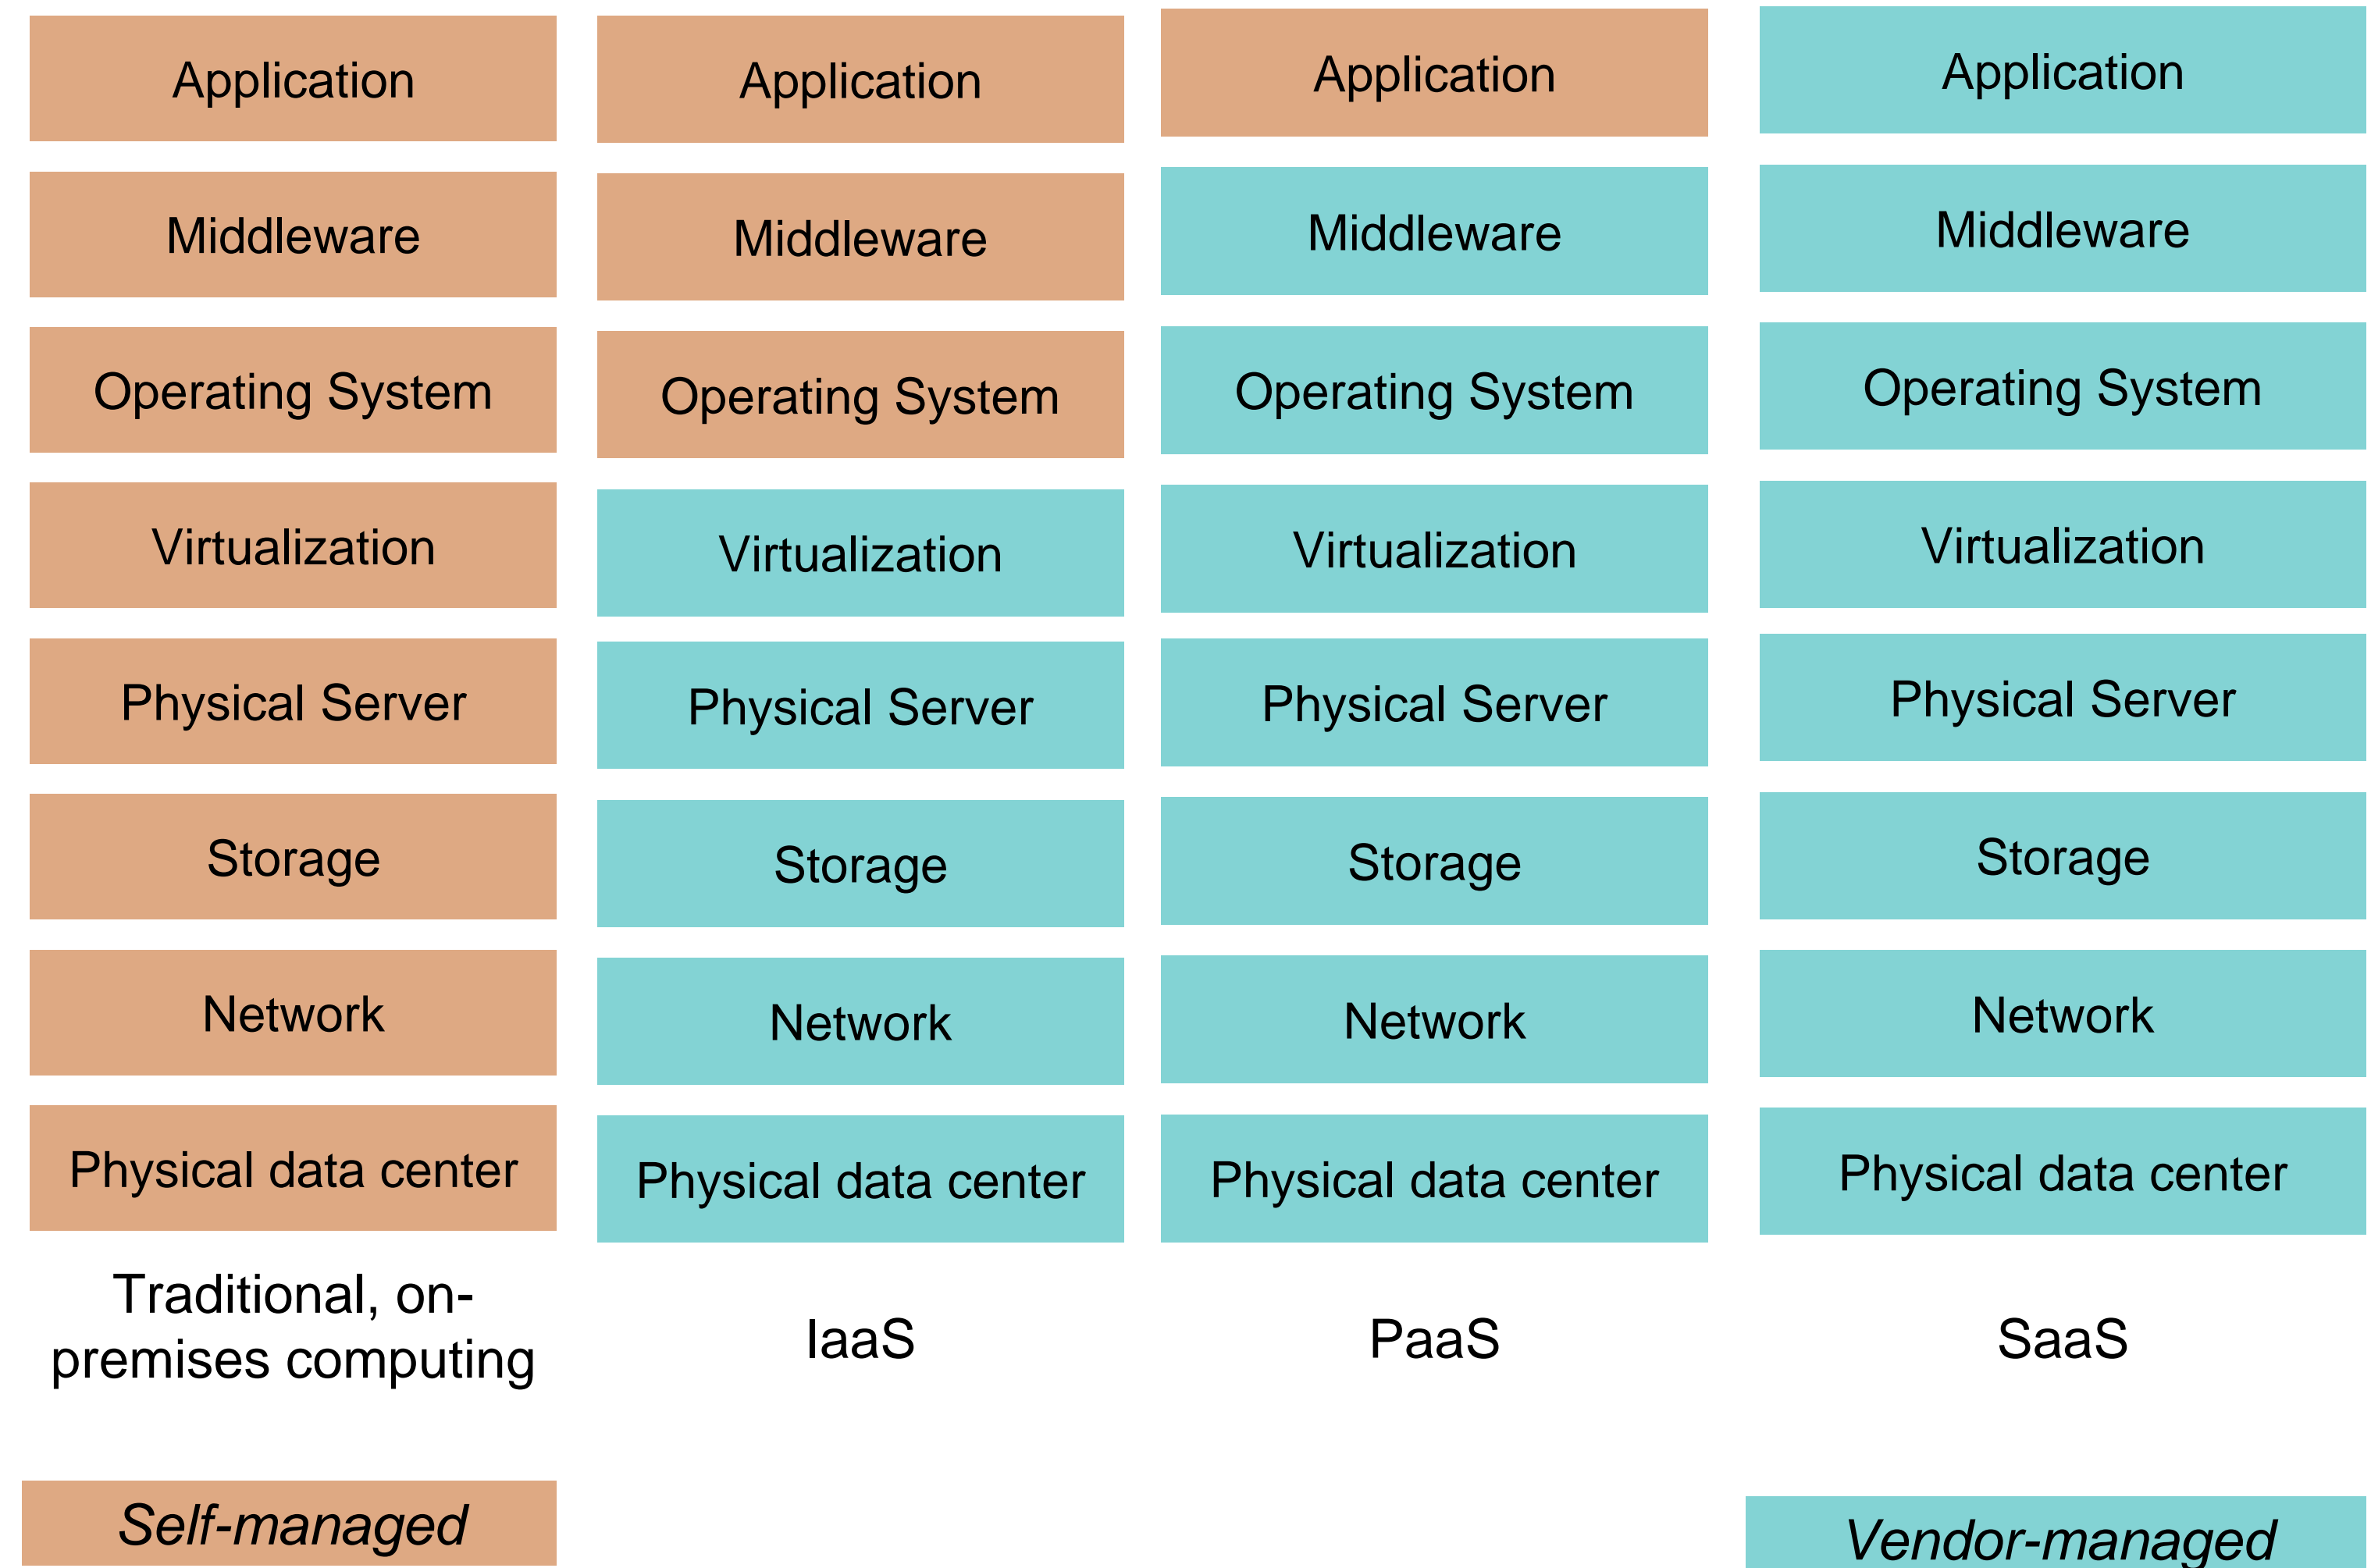 Application
Application
Application
Application
Middleware
Middleware
Middleware
Middleware
Operating System
Operating System
Operating System
Operating System
Virtualization
Virtualization
Virtualization
Virtualization
Physical Server
Physical Server
Physical Server
Physical Server
Storage
Storage
Storage
Storage
Network
Network
Network
Network
Physical data center
Physical data center
Physical data center
Physical data center
Traditional, on-
premises computing
IaaS
PaaS
SaaS
Self-managed
Vendor-managed